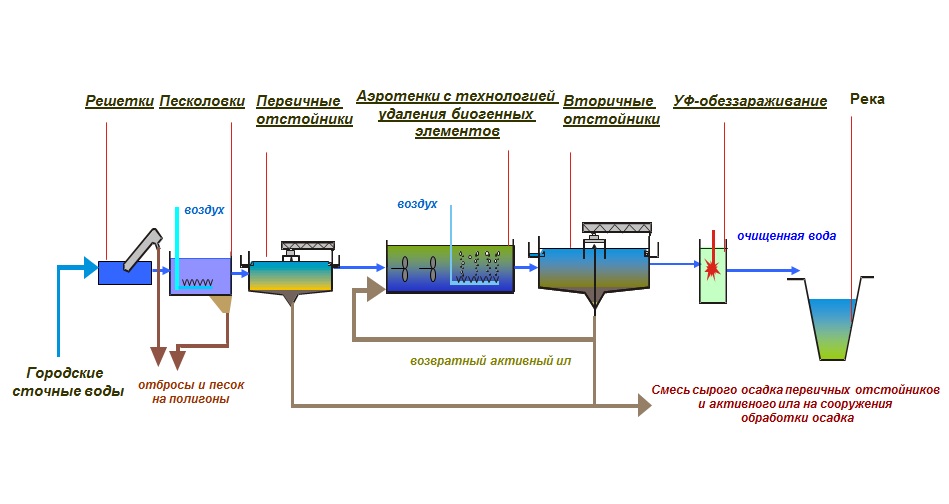 Решетки
Песколовки
Первичные
отстойники
Аэротенки с технологией
удаления биогенных
элементов
Вторичные
отстойники
УФ-обеззараживание
Река
воздух
воздух
очищенная вода
Городские
сточные воды
отбросы и песок
на полигоны
возвратный активный ил
Смесь сырого осадка первичных отстойников
и активного ила на сооружения
обработки осадка